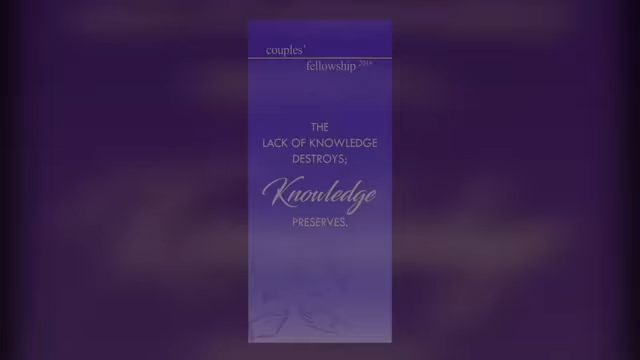 couples'
fellowship 2014
THE
LACK OF KNOWLEDGE
DESTROYS;
Knowledge
PRESERVES.